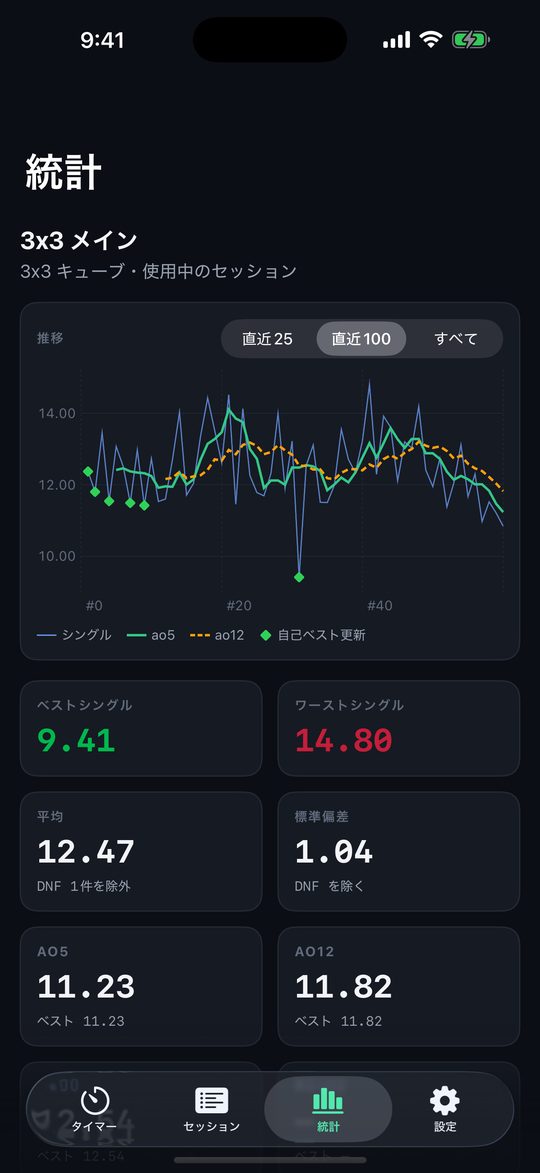 9:41
統計
3x3 メイン
3x3 キューブ・使用中のセッション
推移
直近25 直近100 すべて
14.00
12.00
10.00
#0 #20 #40
シングル ao5 ao12 自己ベスト更新
ベストシングル ワーストシングル
9.41 14.80
平均 標準偏差
12.47 1.04
DNF 1件を除外 DNF を除く
AO5 AO12
11.23 11.82
ベスト 11.23 ベスト 11.82
タイマー セッション 統計 設定
ベスト 12.54